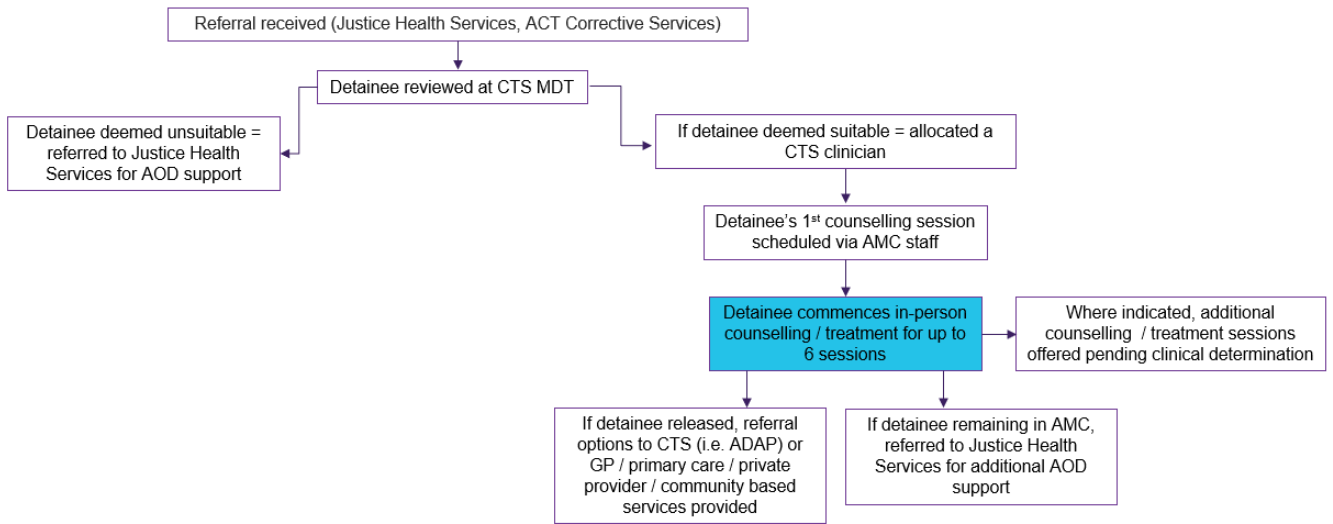 Referral received (Justice Health Services, ACT Corrective Services)
Detainee reviewed at CTS MDT
Detainee deemed unsuitable =
referred to Justice Health
Services for AOD support
If detainee deemed suitable = allocated a
CTS clinician
Detainee’s 1st counselling session
scheduled via AMC staff
Detainee commences in-person
counselling / treatment for up to
6 sessions
Where indicated, additional
counselling / treatment sessions
offered pending clinical determination
If detainee released, referral
options to CTS (i.e. ADAP) or
GP / primary care / private
provider / community based
services provided
If detainee remaining in AMC,
referred to Justice Health
Services for additional AOD
support